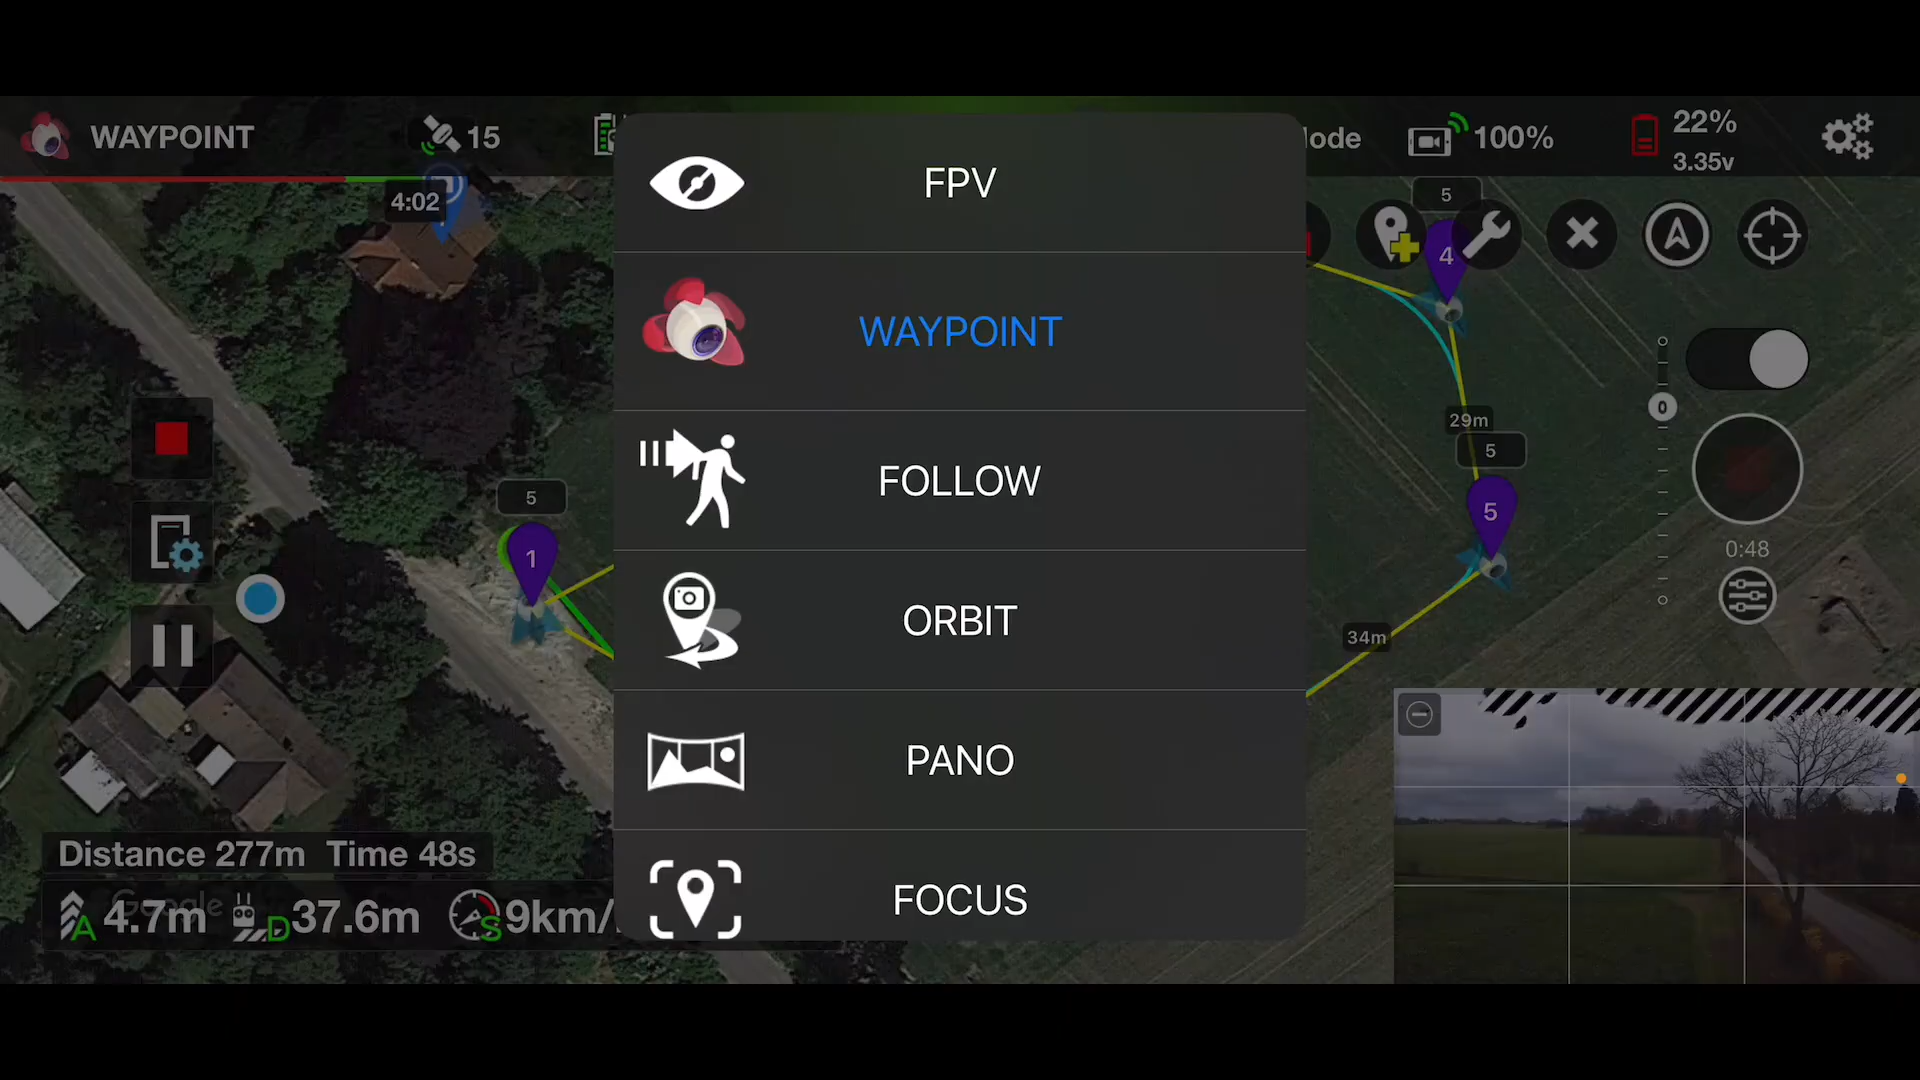 WAYPOINT
15
100%
22%
3.35v
4:02
FPV
WAYPOINT
FOLLOW
ORBIT
PANO
FOCUS
5
4
29m
5
5
0
0:48
34m
5
1
Distance 277m Time 48s
Google
A 4.7m D 37.6m S 9km/